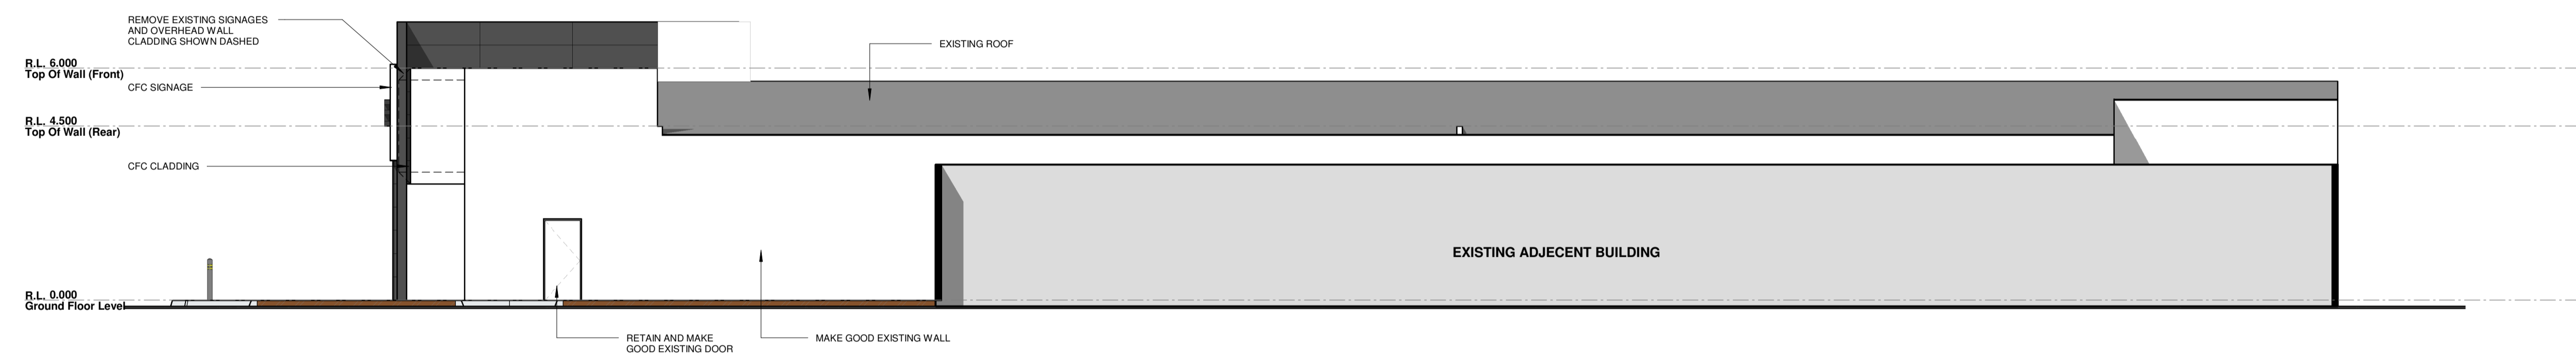 REMOVE EXISTING SIGNAGES
AND OVERHEAD WALL
CLADDING SHOWN DASHED
EXISTING ROOF
R.L. 6.000
Top Of Wall (Front)
CFC SIGNAGE
R.L. 4.500
Top Of Wall (Rear)
CFC CLADDING
EXISTING ADJECENT BUILDING
R.L. 0.000
Ground Floor Level
RETAIN AND MAKE
GOOD EXISTING DOOR
MAKE GOOD EXISTING WALL